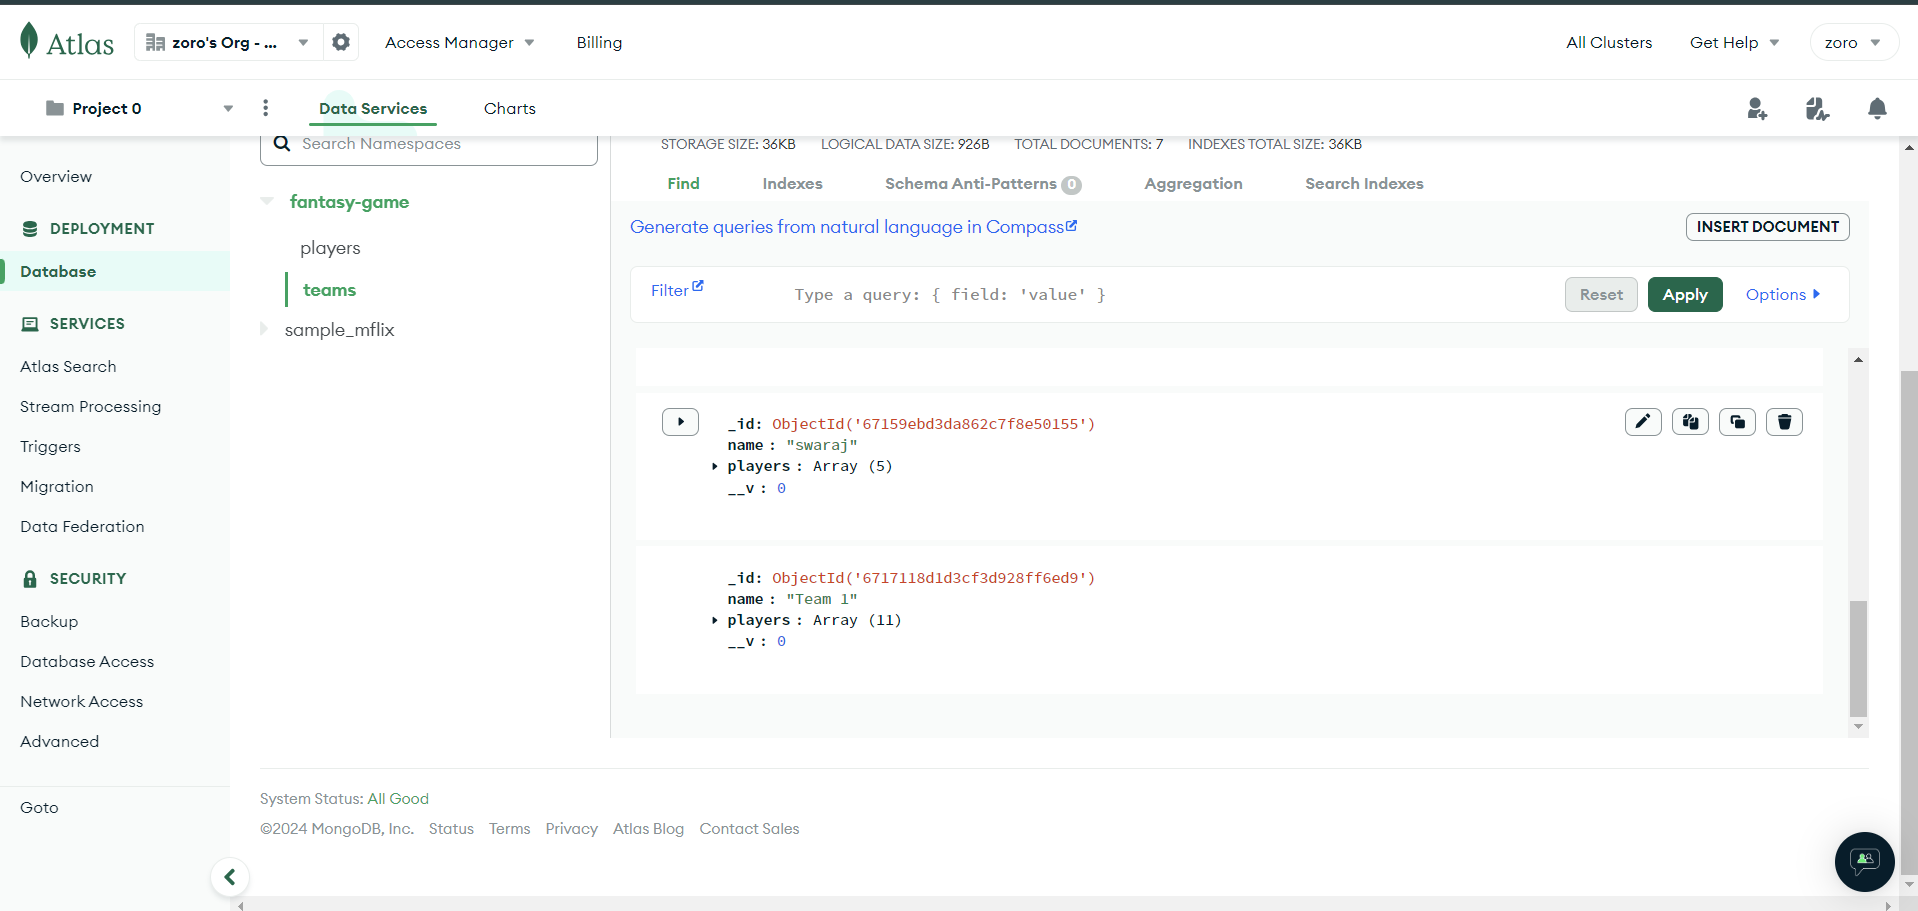 Atlas
zoro's Org - ...
Access Manager
Billing
All Clusters
Get Help
zoro
Project 0
Data Services
Charts
Search Namespaces
STORAGE SIZE: 36KB LOGICAL DATA SIZE: 926B TOTAL DOCUMENTS: 7 INDEXES TOTAL SIZE: 36KB
Overview
DEPLOYMENT
Database
SERVICES
Atlas Search
Stream Processing
Triggers
Migration
Data Federation
SECURITY
Backup
Database Access
Network Access
Advanced
Goto
fantasy-game
players
teams
sample_mflix
Find Indexes Schema Anti-Patterns 0 Aggregation Search Indexes
Generate queries from natural language in Compass
INSERT DOCUMENT
Filter
Type a query: { field: 'value' }
Reset
Apply
Options
_id: ObjectId('67159ebd3da862c7f8e50155')
name : "swaraj"
players : Array (5)
__v : 0
_id: ObjectId('6717118d1d3cf3d928ff6ed9')
name : "Team 1"
players : Array (11)
__v : 0
System Status: All Good
©2024 MongoDB, Inc. Status Terms Privacy Atlas Blog Contact Sales